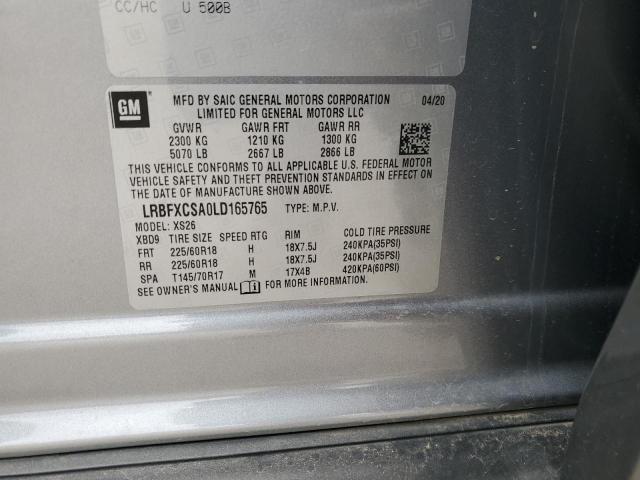 CC/HC U 500B
GM
MFD BY SAIC GENERAL MOTORS CORPORATION 04/20
LIMITED FOR GENERAL MOTORS LLC
GVWR GAWR FRT GAWR RR
2300 KG 1210 KG 1300 KG
5070 LB 2667 LB 2866 LB
THIS VEHICLE CONFORMS TO ALL APPLICABLE U.S. FEDERAL MOTOR
VEHICLE SAFETY AND THEFT PREVENTION STANDARDS IN EFFECT
ON THE DATE OF MANUFACTURE SHOWN ABOVE.
LRBFXCSA0LD165765 TYPE: M.P.V.
MODEL: XS26
XBD9 TIRE SIZE SPEED RTG RIM COLD TIRE PRESSURE
FRT 225/60R18 H 18X7.5J 240KPA(35PSI)
RR 225/60R18 H 18X7.5J 240KPA(35PSI)
SPA T145/70R17 M 17X4B 420KPA(60PSI)
SEE OWNER'S MANUAL FOR MORE INFORMATION